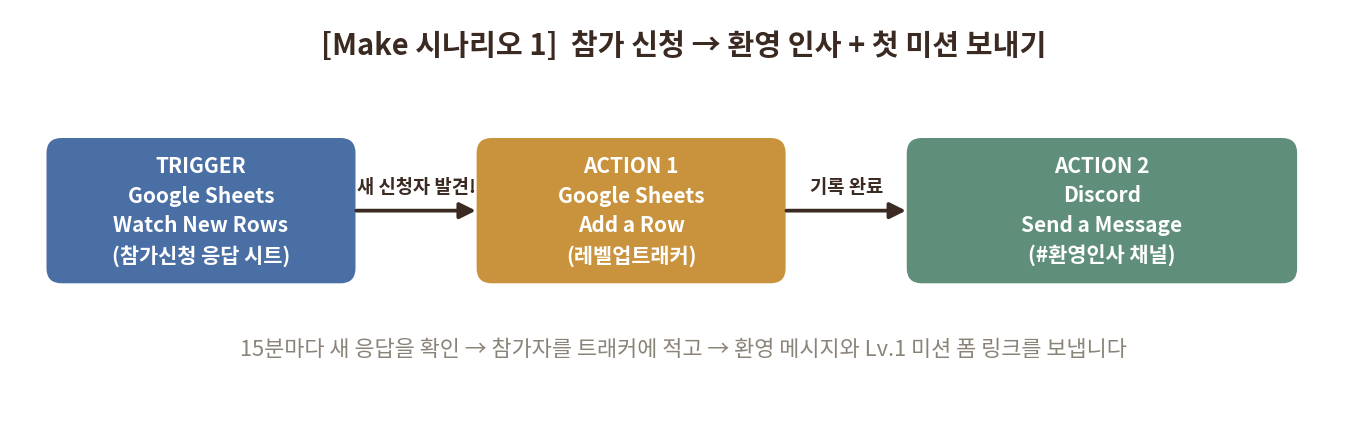 [Make 시나리오 1] 참가 신청 → 환영 인사 + 첫 미션 보내기
TRIGGER
Google Sheets
Watch New Rows
(참가신청 응답 시트)
새 신청자 발견!
ACTION 1
Google Sheets
Add a Row
(레벨업트래커)
기록 완료
ACTION 2
Discord
Send a Message
(#환영인사 채널)
15분마다 새 응답을 확인 → 참가자를 트래커에 적고 → 환영 메시지와 Lv.1 미션 폼 링크를 보냅니다